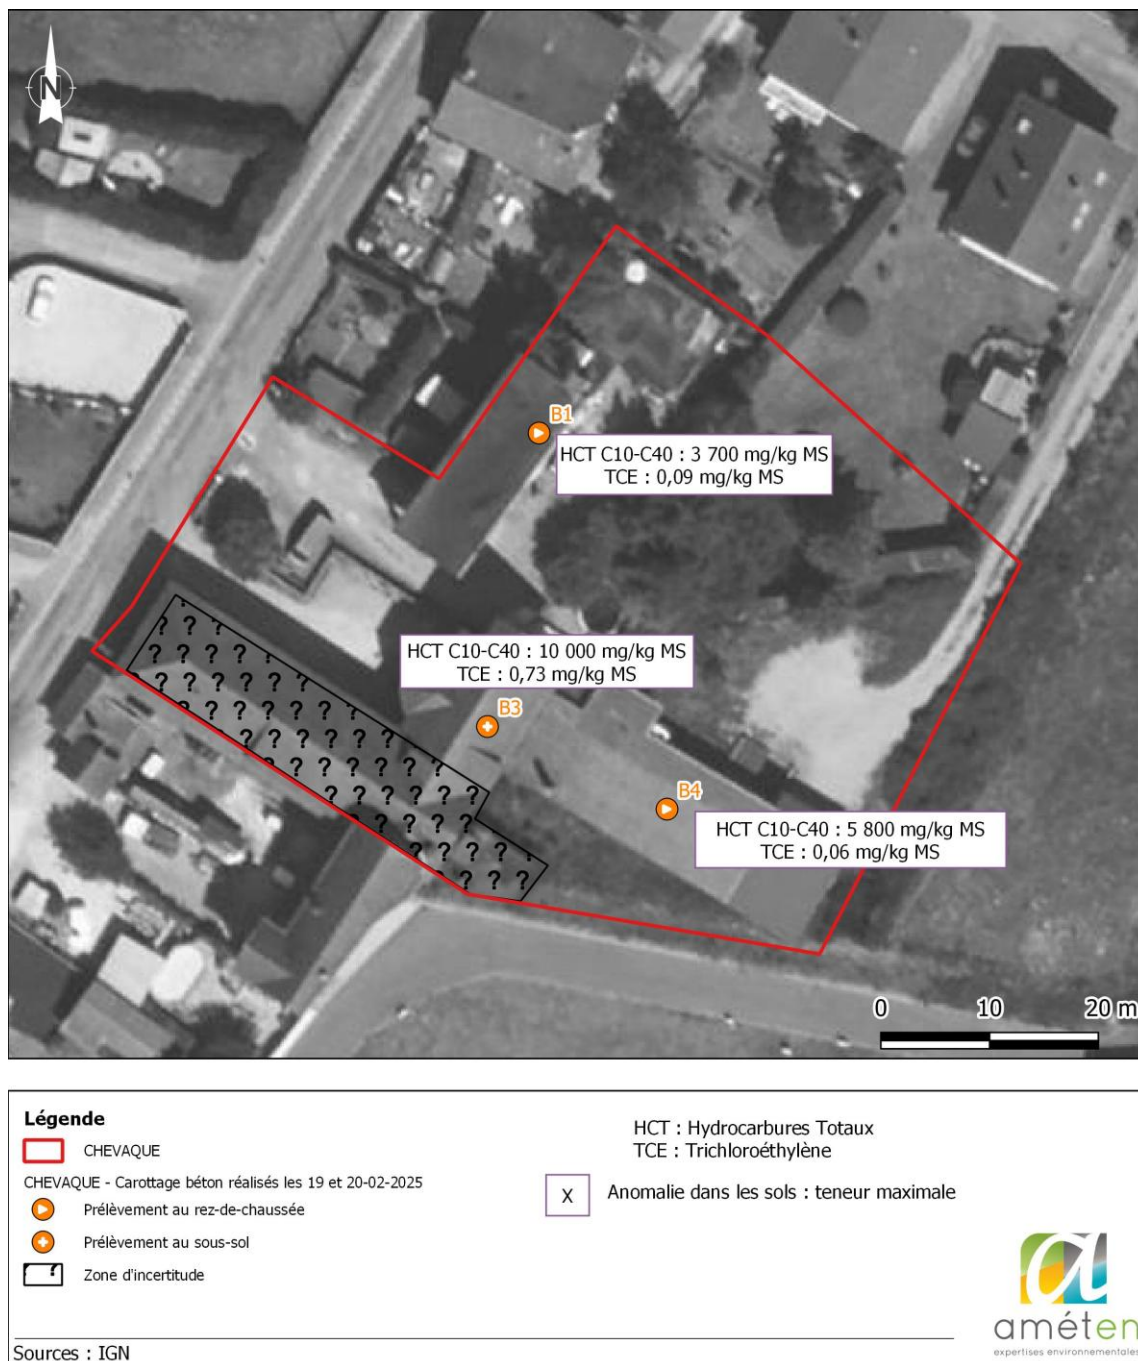 N
B1
HCT C10-C40 : 3 700 mg/kg MS
TCE : 0,09 mg/kg MS
HCT C10-C40 : 10 000 mg/kg MS
TCE : 0,73 mg/kg MS
B3
B4
HCT C10-C40 : 5 800 mg/kg MS
TCE : 0,06 mg/kg MS
0 10 20 m
Légende
CHEVAQUE
CHEVAQUE - Carottage béton réalisés les 19 et 20-02-2025
Prélèvement au rez-de-chaussée
Prélèvement au sous-sol
? Zone d'incertitude
HCT : Hydrocarbures Totaux
TCE : Trichloroéthylène
X Anomalie dans les sols : teneur maximale
améten
expertises environnementales
Sources : IGN